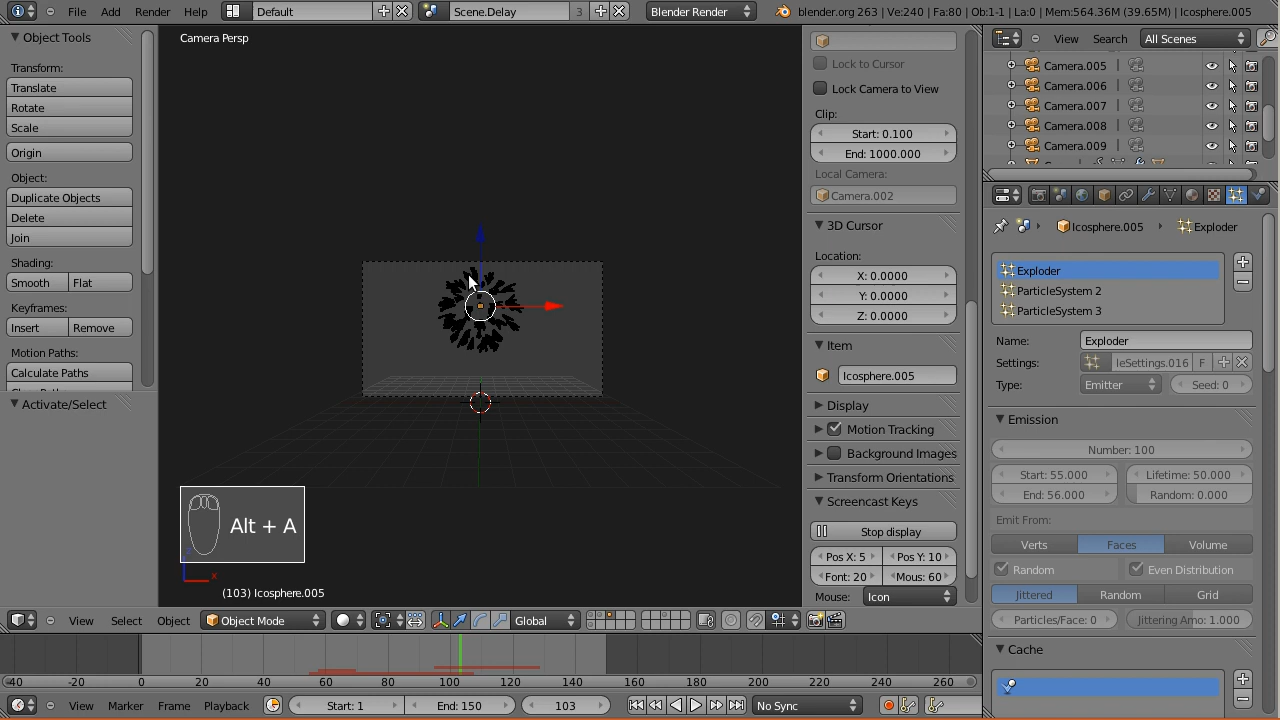 File Add Render Help Default Scene.Delay 3 Blender Render blender.org 263 | Ve:240 | Fa:80 | Ob:1-1 | La:0 | Mem:564.36M (39.65M) | Icosphere.005
Object Tools
Transform:
Translate
Rotate
Scale
Origin
Object:
Duplicate Objects
Delete
Join
Shading:
Smooth Flat
Keyframes:
Insert Remove
Motion Paths:
Calculate Paths
Activate/Select
Camera Persp
Alt + A
z
x
(103) Icosphere.005
Lock to Cursor
Lock Camera to View
Clip:
Start: 0.100
End: 1000.000
Local Camera:
Camera.002
3D Cursor
Location:
X: 0.0000
Y: 0.0000
Z: 0.0000
Item
Icosphere.005
Display
Motion Tracking
Background Images
Transform Orientations
Screencast Keys
Stop display
Pos X: 5 Pos Y: 10
Font: 20 Mous: 60
Mouse: Icon
View Search All Scenes
Camera.005
Camera.006
Camera.007
Camera.008
Camera.009
Icosphere.005 Exploder
Exploder
ParticleSystem 2
ParticleSystem 3
Name: Exploder
Settings: leSettings.016 F
Type: Emitter Seed: 0
Emission
Number: 100
Start: 55.000 Lifetime: 50.000
End: 56.000 Random: 0.000
Emit From:
Verts Faces Volume
Random Even Distribution
Jittered Random Grid
Particles/Face: 0 Jittering Amo: 1.000
Cache
View Select Object Object Mode Global
-40 -20 0 20 40 60 80 100 120 140 160 180 200 220 240 260
View Marker Frame Playback Start: 1 End: 150 103 No Sync